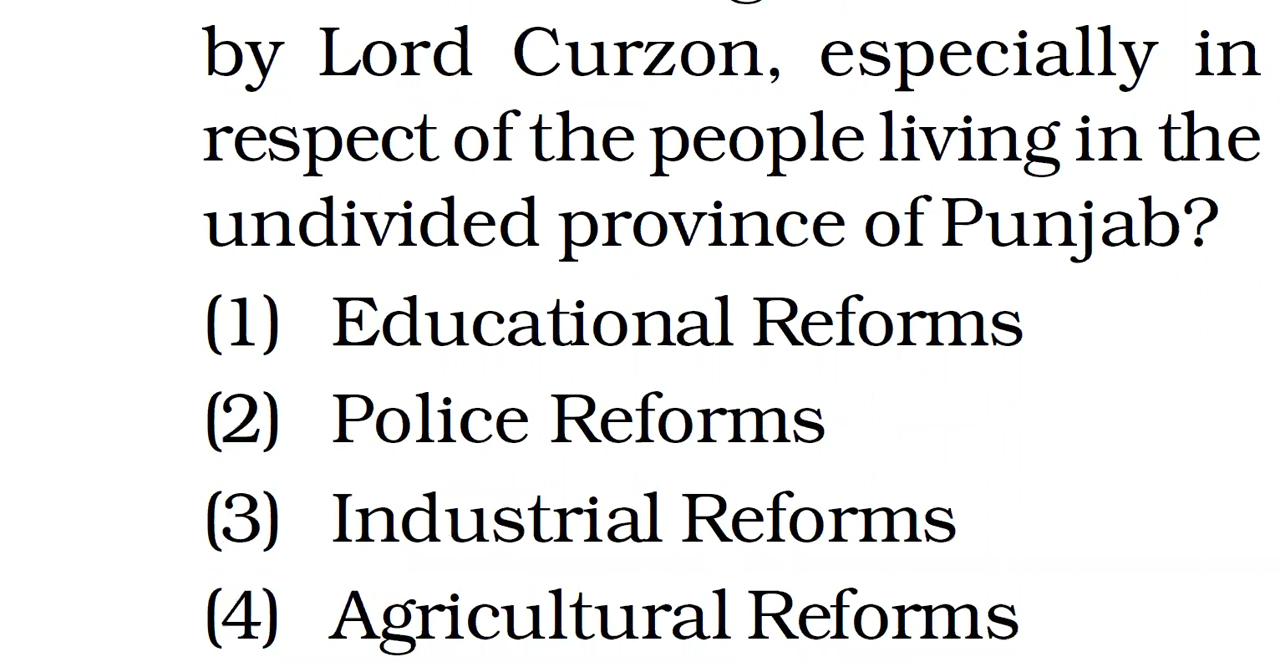 by Lord Curzon, especially in
respect of the people living in the
undivided province of Punjab?
(1) Educational Reforms
(2) Police Reforms
(3) Industrial Reforms
(4) Agricultural Reforms